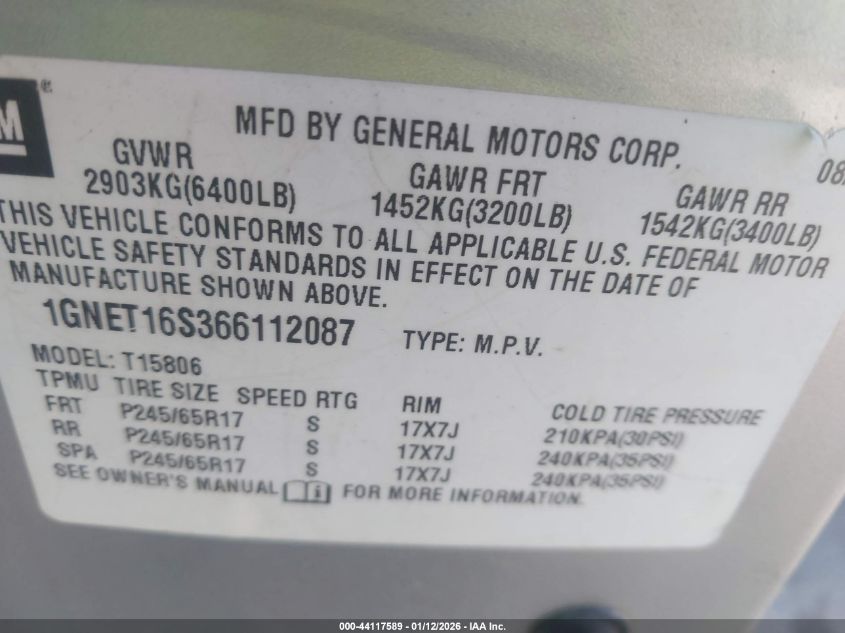 M ©
MFD BY GENERAL MOTORS CORP.
08
GVWR GAWR FRT GAWR RR
2903KG(6400LB) 1452KG(3200LB) 1542KG(3400LB)
THIS VEHICLE CONFORMS TO ALL APPLICABLE U.S. FEDERAL MOTOR
VEHICLE SAFETY STANDARDS IN EFFECT ON THE DATE OF
MANUFACTURE SHOWN ABOVE.
1GNET16S366112087 TYPE: M.P.V.
MODEL: T15806
TPMU TIRE SIZE SPEED RTG RIM COLD TIRE PRESSURE
FRT P245/65R17 S 17X7J 210KPA(30PSI)
RR P245/65R17 S 17X7J 240KPA(35PSI)
SPA P245/65R17 S 17X7J 240KPA(35PSI)
SEE OWNER'S MANUAL i FOR MORE INFORMATION.
000-44117589 - 01/12/2026 - IAA Inc.